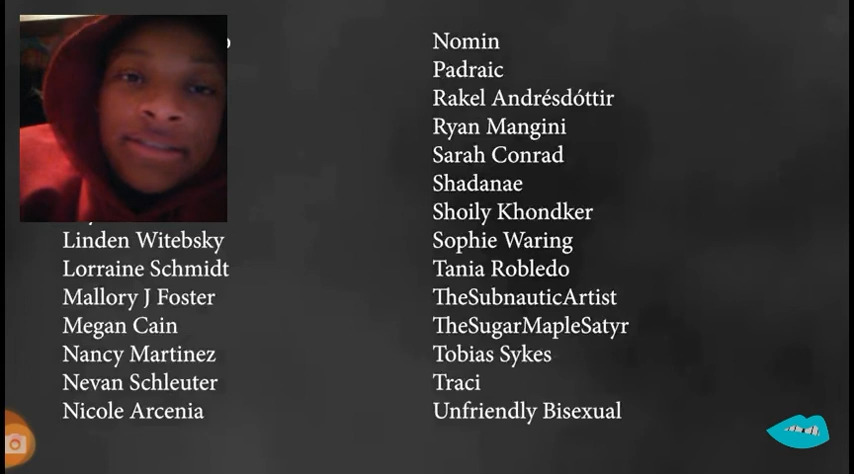 Linden Witebsky
Lorraine Schmidt
Mallory J Foster
Megan Cain
Nancy Martinez
Nevan Schleuter
Nicole Arcenia
Nomin
Padraic
Rakel Andrésdóttir
Ryan Mangini
Sarah Conrad
Shadanae
Shoily Khondker
Sophie Waring
Tania Robledo
TheSubnauticArtist
TheSugarMapleSatyr
Tobias Sykes
Traci
Unfriendly Bisexual